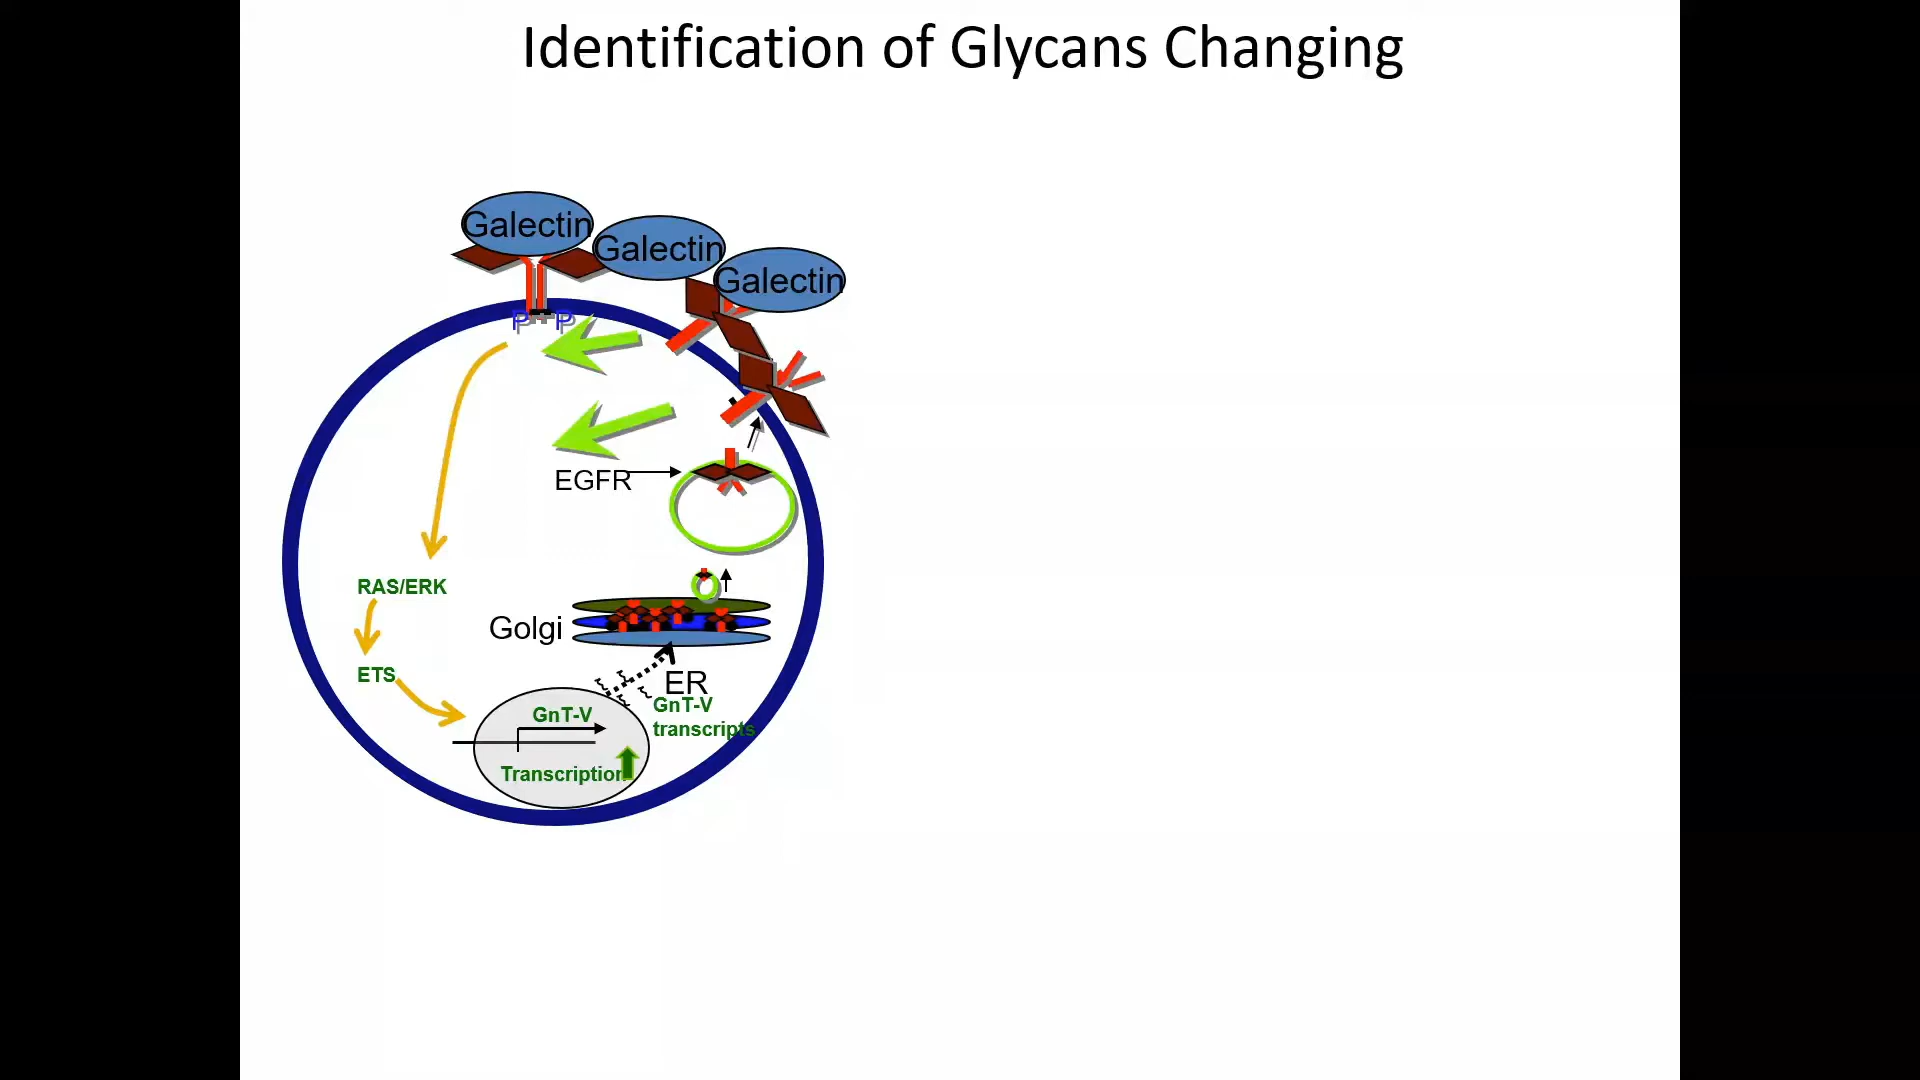 Identification of Glycans Changing
Galectin
Galectin
Galectin
P
P
EGFR
RAS/ERK
Golgi
ETS
ER
GnT-V
transcripts
GnT-V
Transcription